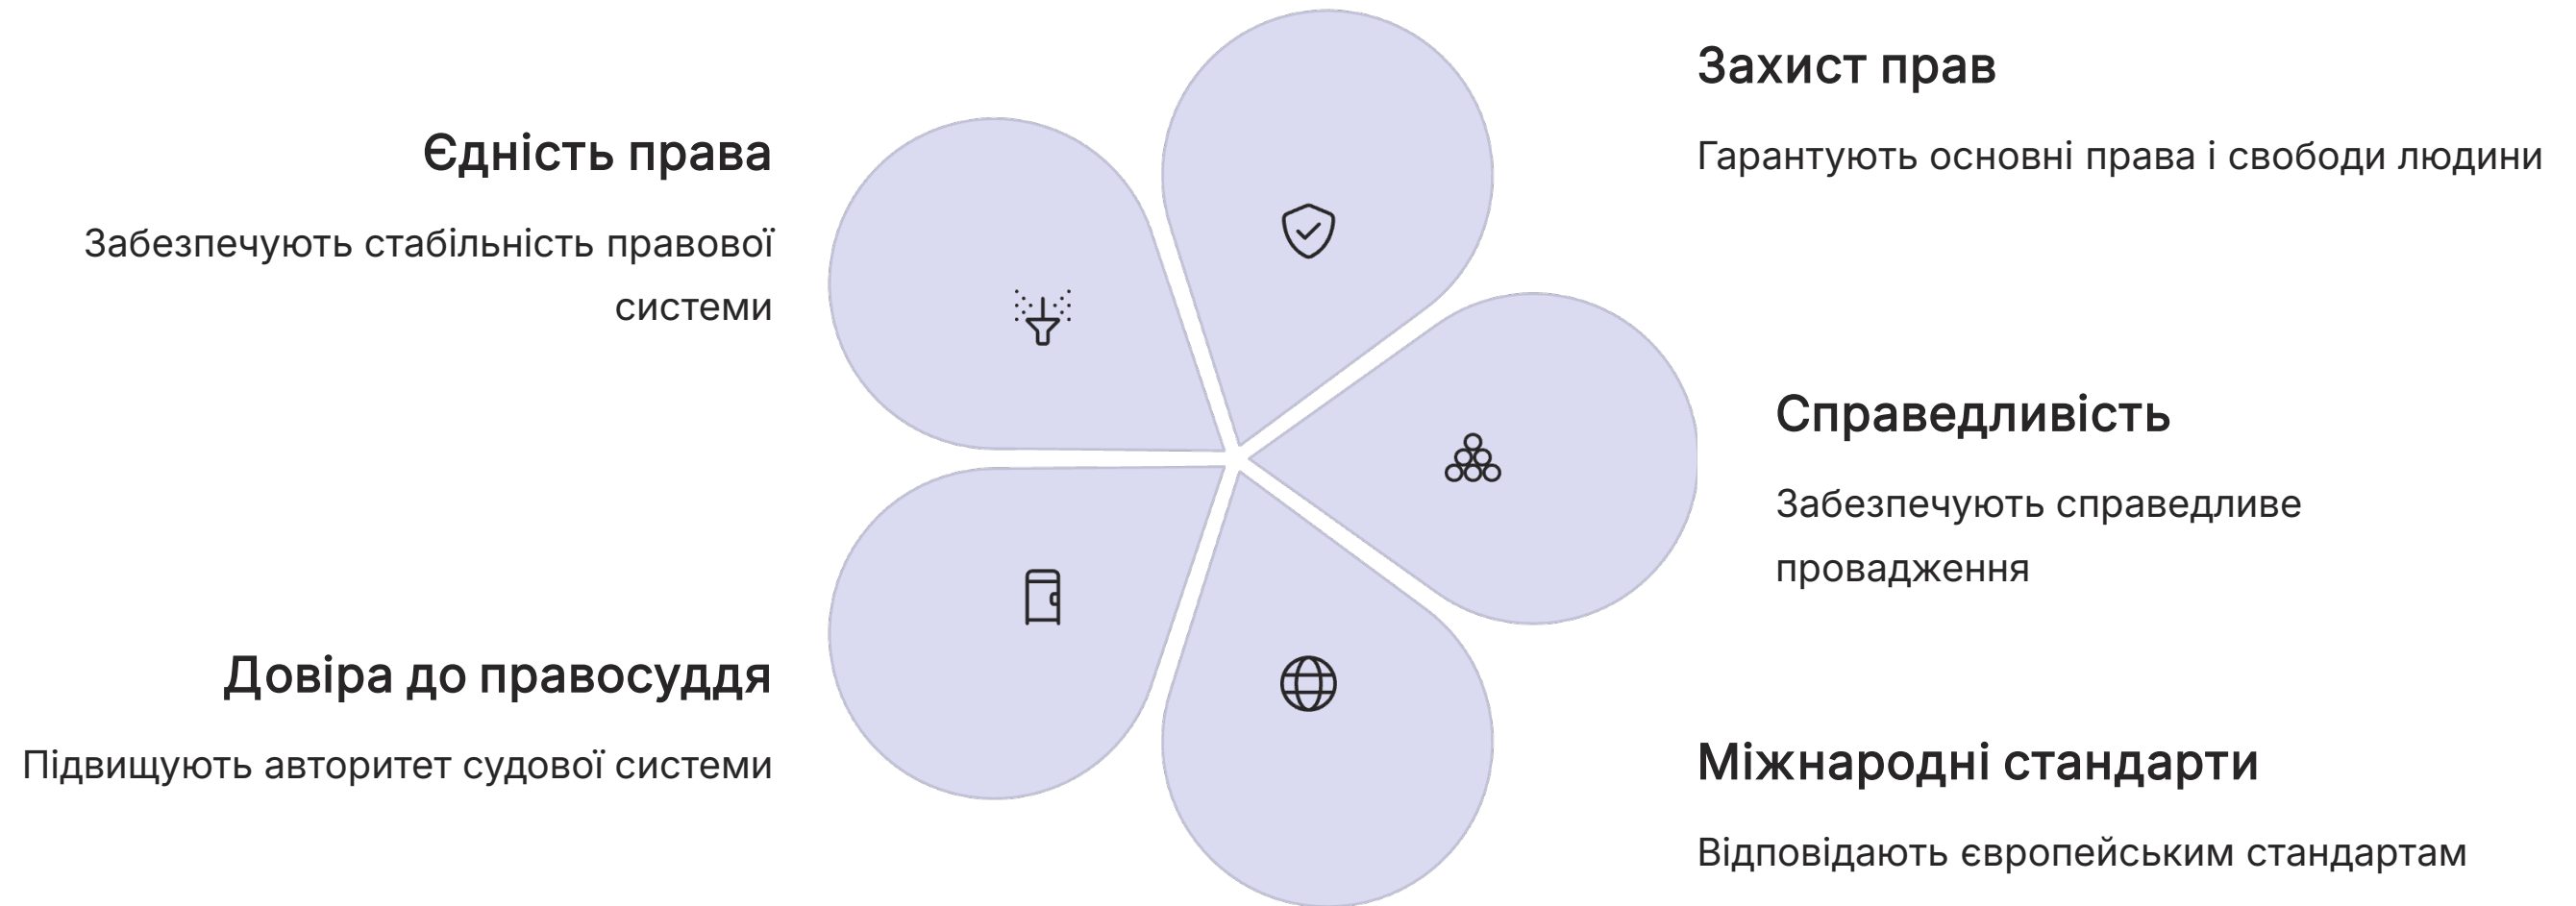 Захист прав
Гарантують основні права і свободи людини
Справедливість
Забезпечують справедливе
провадження
Міжнародні стандарти
Відповідають європейським стандартам
Довіра до правосуддя
Підвищують авторитет судової системи
Єдність права
Забезпечують стабільність правової
системи